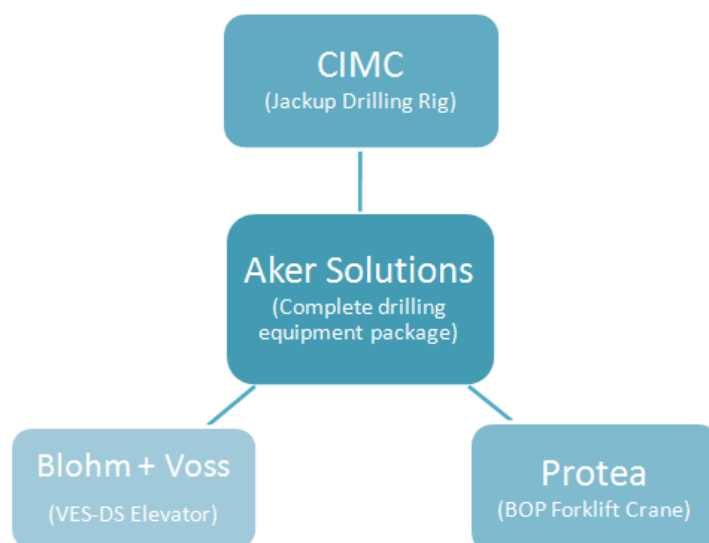 CIMC
(Jackup Drilling Rig)
Aker Solutions
(Complete drilling
equipment package)
Blohm + Voss
(VES-DS Elevator)
Protea
(BOP Forklift Crane)